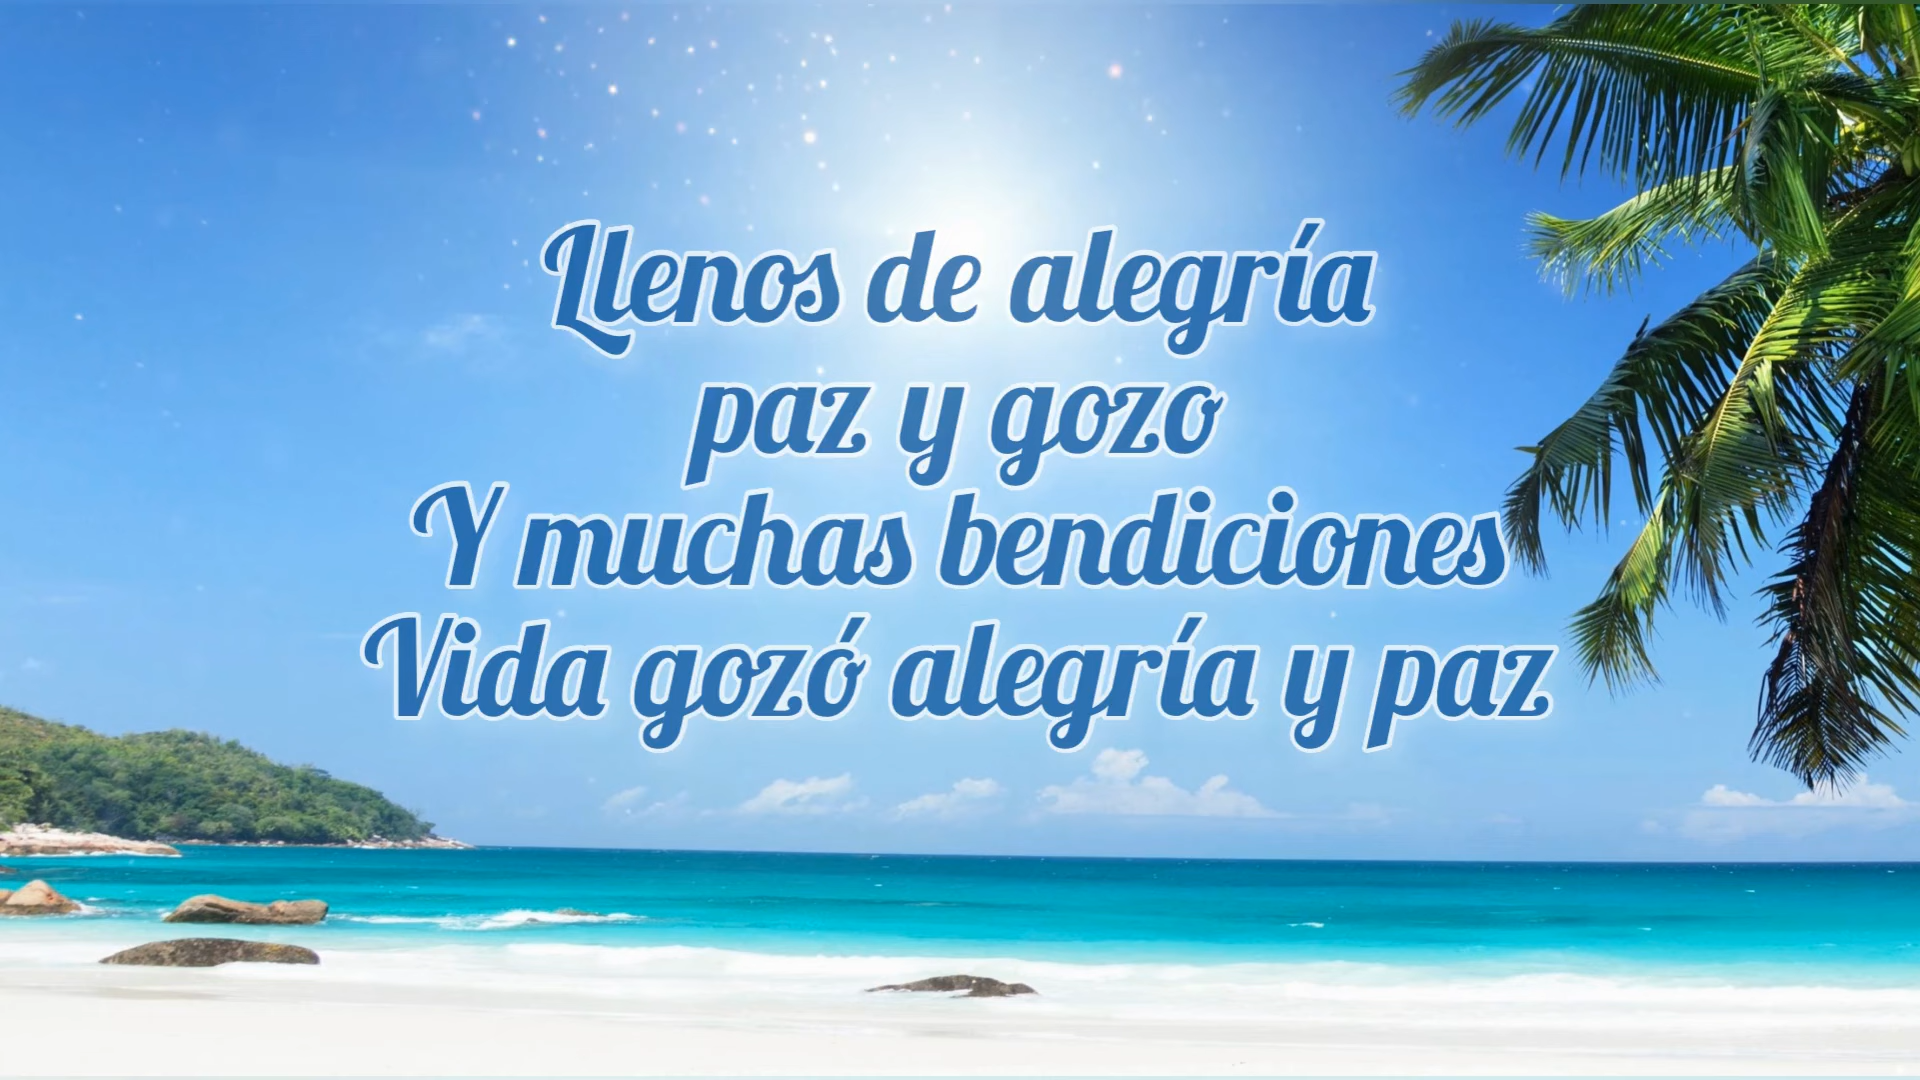 Llenos de alegría
paz y gozo
Y muchas bendiciones
Vida gozó alegría y paz